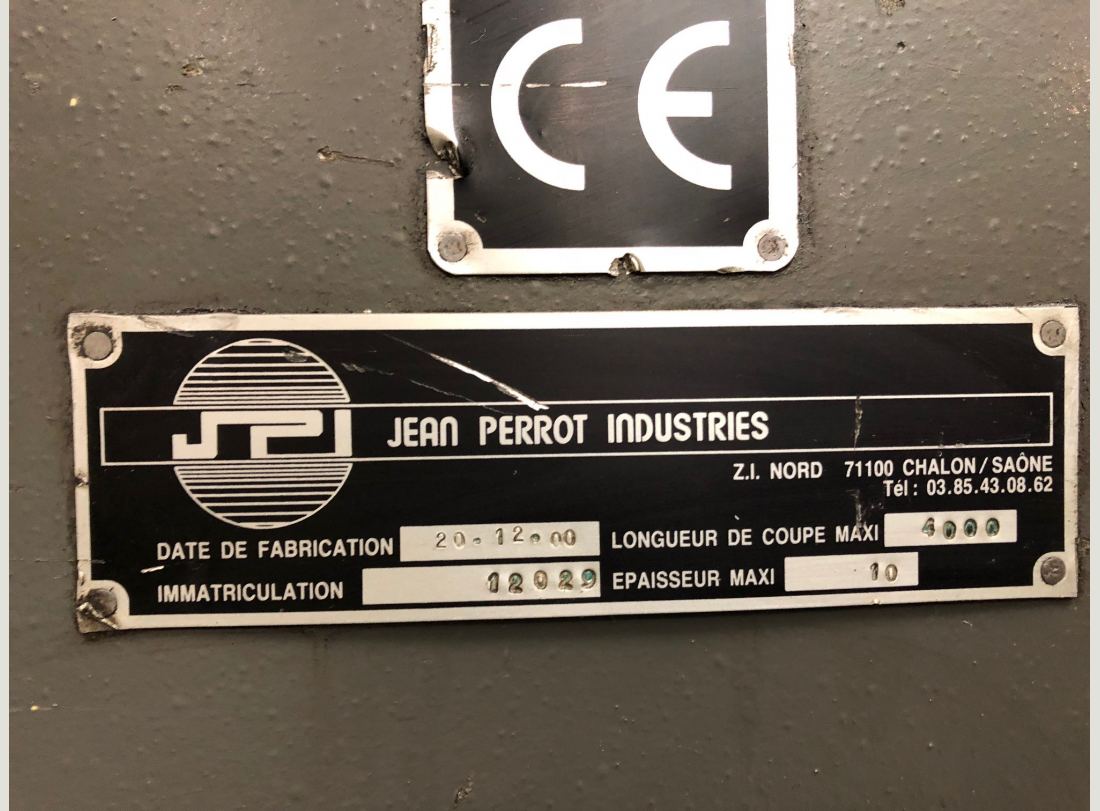 CE
JPI JEAN PERROT INDUSTRIES
Z.I. NORD 71100 CHALON/SAÔNE
Tél : 03.85.43.08.62
DATE DE FABRICATION 20.12.00 LONGUEUR DE COUPE MAXI 4000
IMMATRICULATION 12029 EPAISSEUR MAXI 10